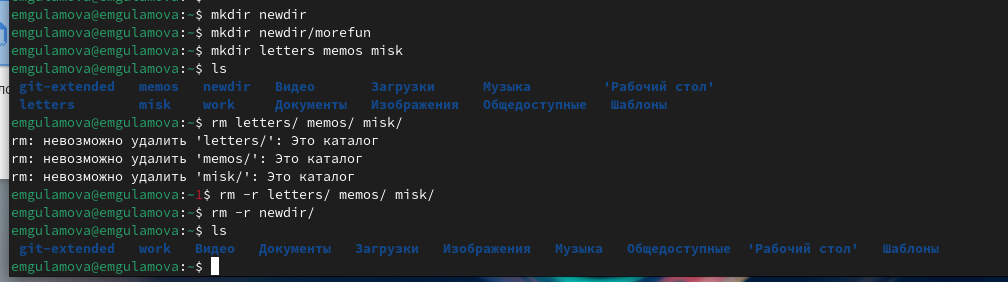 emgulamova@emgulamova:~$ mkdir newdir
emgulamova@emgulamova:~$ mkdir newdir/morefun
emgulamova@emgulamova:~$ mkdir letters memos misk
emgulamova@emgulamova:~$ ls
git-extended memos newdir Видео Загрузки Музыка 'Рабочий стол'
letters misk work Документы Изображения Общедоступные Шаблоны
emgulamova@emgulamova:~$ rm letters/ memos/ misk/
rm: невозможно удалить 'letters/': Это каталог
rm: невозможно удалить 'memos/': Это каталог
rm: невозможно удалить 'misk/': Это каталог
emgulamova@emgulamova:~1$ rm -r letters/ memos/ misk/
emgulamova@emgulamova:~$ rm -r newdir/
emgulamova@emgulamova:~$ ls
git-extended work Видео Документы Загрузки Изображения Музыка Общедоступные 'Рабочий стол' Шаблоны
emgulamova@emgulamova:~$